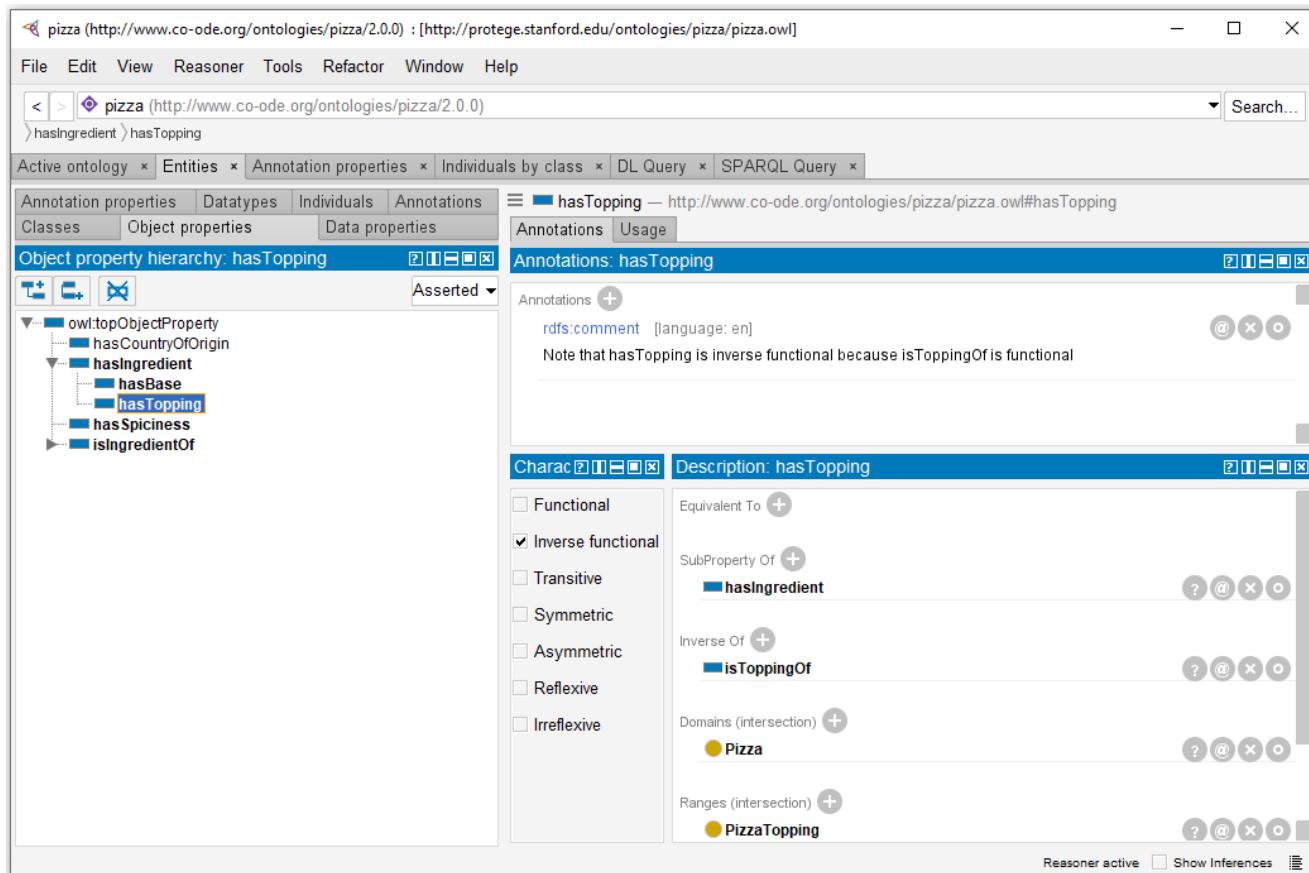 pizza (http://www.co-ode.org/ontologies/pizza/2.0.0) : [http://protege.stanford.edu/ontologies/pizza/pizza.owl]
File Edit View Reasoner Tools Refactor Window Help
< > pizza (http://www.co-ode.org/ontologies/pizza/2.0.0) Search...
hasIngredient hasTopping
Active ontology × Entities × Annotation properties × Individuals by class × DL Query × SPARQL Query ×
Annotation properties Datatypes Individuals Annotations
Classes Object properties Data properties
Object property hierarchy: hasTopping
Asserted
owl:topObjectProperty
hasCountryOfOrigin
hasIngredient
hasBase
hasTopping
hasSpiciness
isIngredientOf
hasTopping — http://www.co-ode.org/ontologies/pizza/pizza.owl#hasTopping
Annotations Usage
Annotations: hasTopping
Annotations
rdfs:comment [language: en]
Note that hasTopping is inverse functional because isToppingOf is functional
Charac
Functional
Inverse functional
Transitive
Symmetric
Asymmetric
Reflexive
Irreflexive
Description: hasTopping
Equivalent To
SubProperty Of
hasIngredient
Inverse Of
isToppingOf
Domains (intersection)
Pizza
Ranges (intersection)
PizzaTopping
Reasoner active Show Inferences